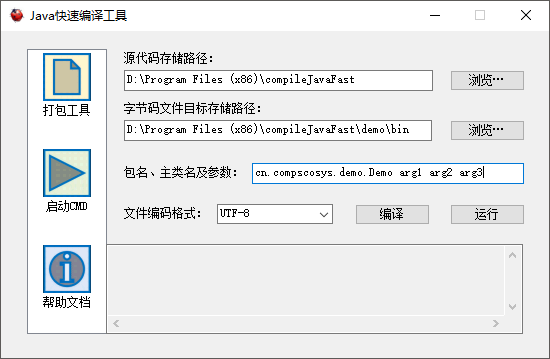 Java快速编译工具
打包工具
启动CMD
帮助文档
源代码存储路径：
D:\Program Files (x86)\compileJavaFast
浏览…
字节码文件目标存储路径：
D:\Program Files (x86)\compileJavaFast\demo\bin
浏览…
包名、主类名及参数： cn.compscosys.demo.Demo arg1 arg2 arg3
文件编码格式： UTF-8 编译 运行